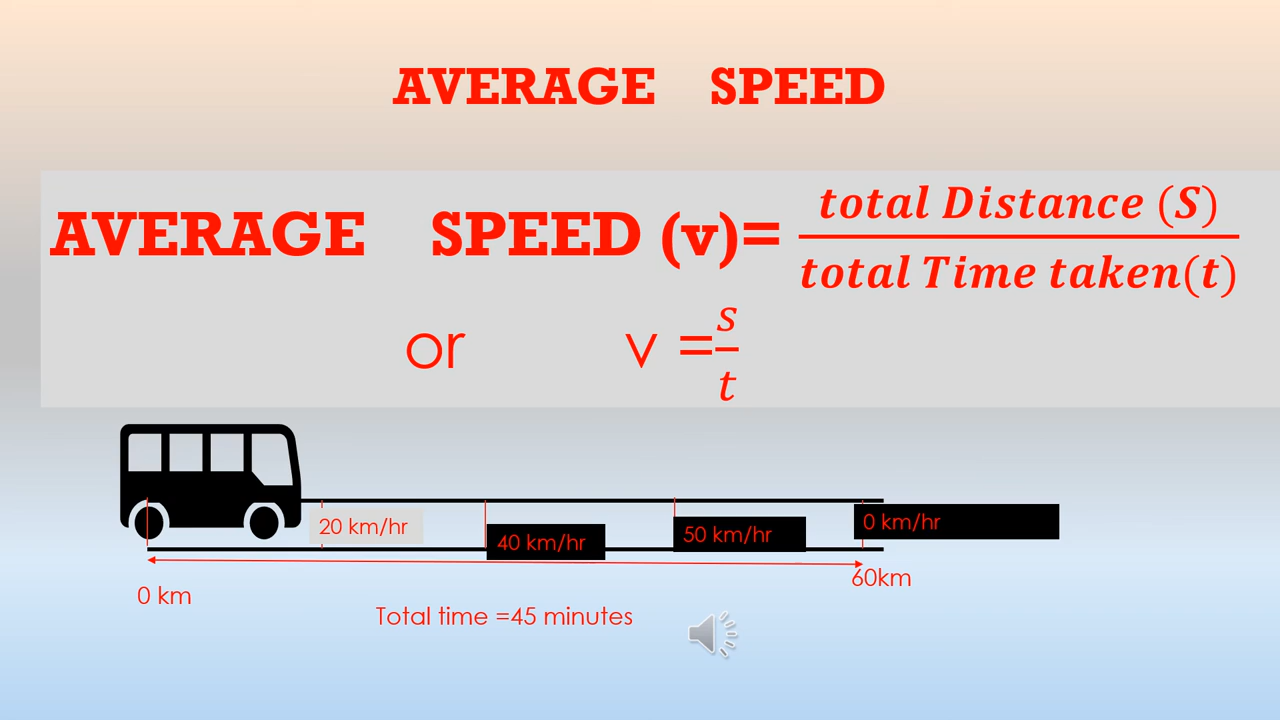 AVERAGE SPEED
AVERAGE SPEED (v)= total Distance (S) / total Time taken(t)
or v = s / t
20 km/hr
40 km/hr
50 km/hr
0 km/hr
0 km
60km
Total time =45 minutes